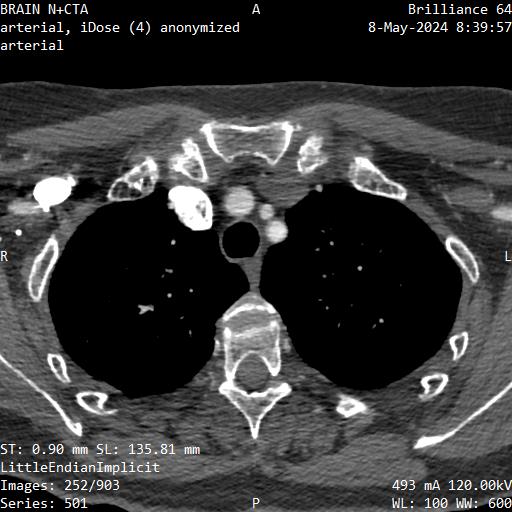 BRAIN N+CTA
A
Brilliance 64
arterial, iDose (4) anonymized
8-May-2024 8:39:57
arterial
R
L
ST: 0.90 mm SL: 135.81 mm
LittleEndianImplicit
Images: 252/903
493 mA 120.00kV
Series: 501
P
WL: 100 WW: 600